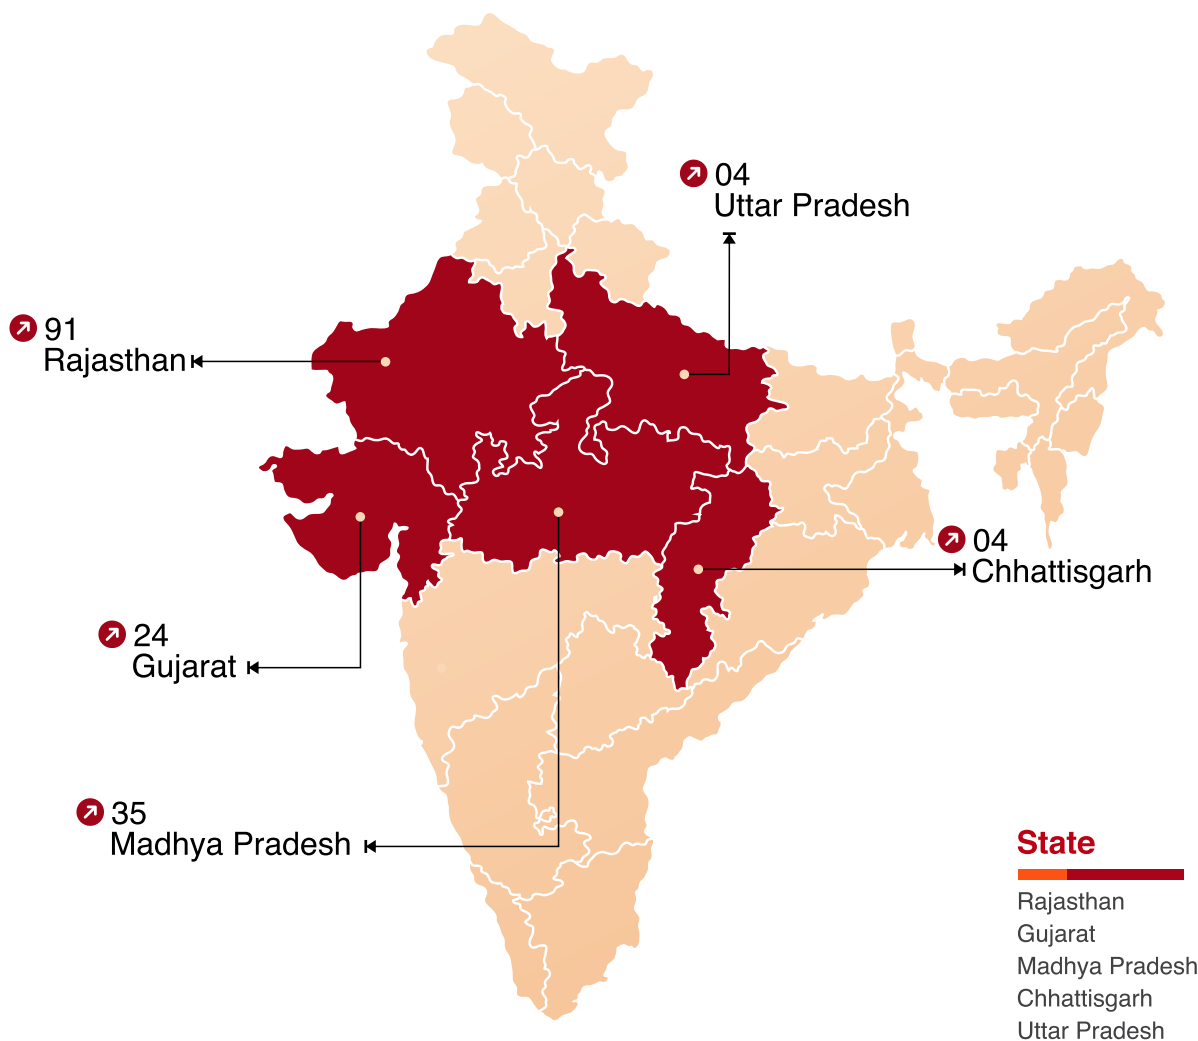 04
Uttar Pradesh
91
Rajasthan
04
Chhattisgarh
24
Gujarat
35
Madhya Pradesh
State
Rajasthan
Gujarat
Madhya Pradesh
Chhattisgarh
Uttar Pradesh